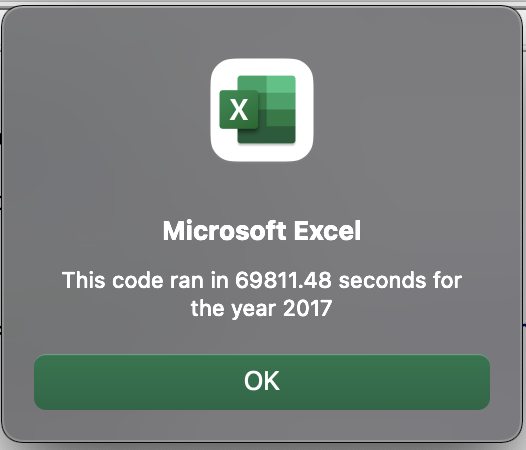 X
Microsoft Excel
This code ran in 69811.48 seconds for
the year 2017
OK